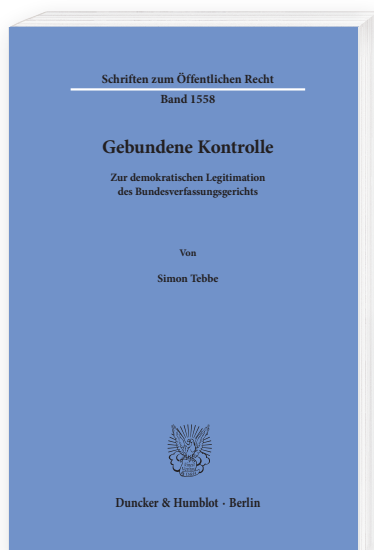 Schriften zum Öffentlichen Recht
Band 1558
Gebundene Kontrolle
Zur demokratischen Legitimation
des Bundesverfassungsgerichts
Von
Simon Tebbe
Duncker & Humblot · Berlin